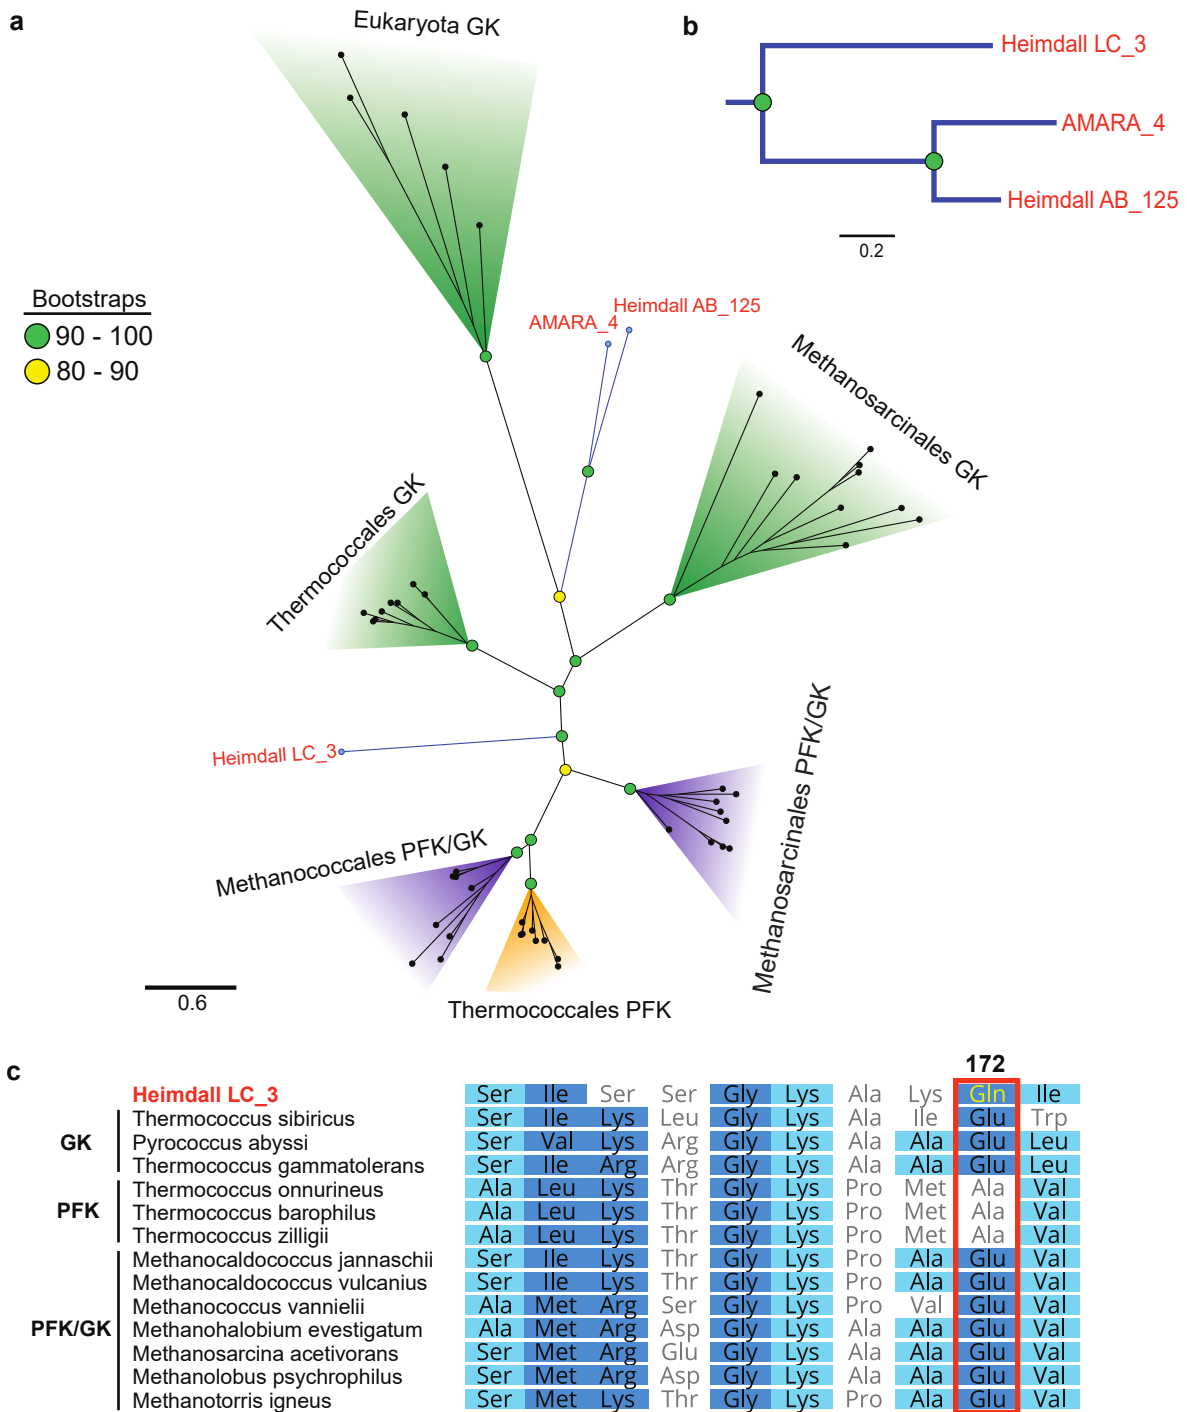 a
Eukaryota GK
b
Heimdall LC_3
AMARA_4
Heimdall AB_125
0.2
Bootstraps
90 - 100
80 - 90
Heimdall AB_125
AMARA_4
Methanosarcinales GK
Thermococcales GK
Heimdall LC_3
Methanosarcinales PFK/GK
Methanococcales PFK/GK
Thermococcales PFK
0.6
c
172
Heimdall LC_3 Ser Ile Ser Ser Gly Lys Ala Lys Gln Ile
GK
Thermococcus sibiricus Ser Ile Lys Leu Gly Lys Ala Ile Glu Trp
Pyrococcus abyssi Ser Val Lys Arg Gly Lys Ala Ala Glu Leu
Thermococcus gammatolerans Ser Ile Arg Arg Gly Lys Ala Ala Glu Leu
PFK
Thermococcus onnurineus Ala Leu Lys Thr Gly Lys Pro Met Ala Val
Thermococcus barophilus Ala Leu Lys Thr Gly Lys Pro Met Ala Val
Thermococcus zilligii Ala Leu Lys Thr Gly Lys Pro Met Ala Val
PFK/GK
Methanocaldococcus jannaschii Ser Ile Lys Thr Gly Lys Pro Ala Glu Val
Methanocaldococcus vulcanius Ser Ile Lys Thr Gly Lys Pro Ala Glu Val
Methanococcus vannielii Ala Met Arg Ser Gly Lys Pro Val Glu Val
Methanohalobium evestigatum Ala Met Arg Asp Gly Lys Ala Ala Glu Val
Methanosarcina acetivorans Ser Met Arg Glu Gly Lys Ala Ala Glu Val
Methanolobus psychrophilus Ser Met Arg Asp Gly Lys Ala Ala Glu Val
Methanotorris igneus Ser Met Lys Thr Gly Lys Pro Ala Glu Val